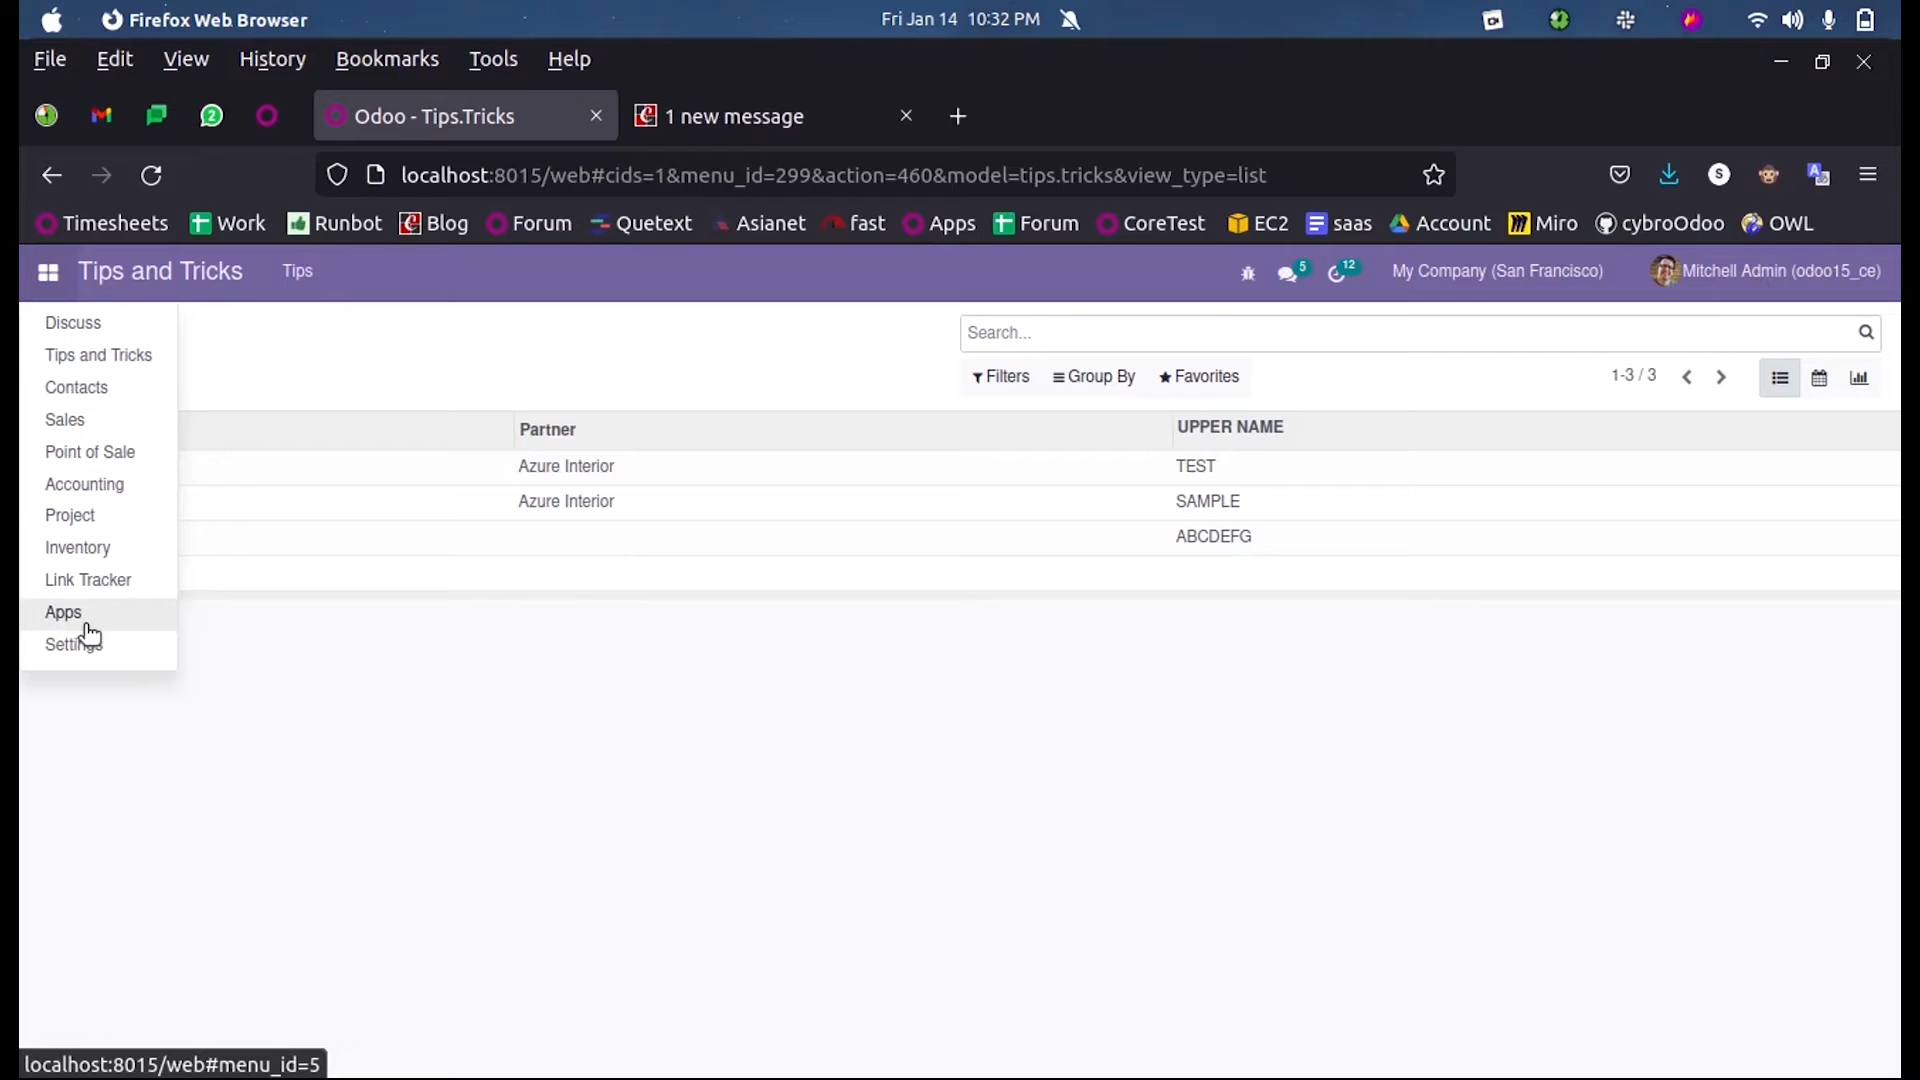 Firefox Web Browser Fri Jan 14 10:32 PM
File Edit View History Bookmarks Tools Help
2 Odoo - Tips.Tricks 1 new message
localhost:8015/web#cids=1&menu_id=299&action=460&model=tips.tricks&view_type=list S
Timesheets Work Runbot Blog Forum Quetext Asianet fast Apps Forum CoreTest EC2 saas Account Miro cybroOdoo OWL
Tips and Tricks Tips 5 12 My Company (San Francisco) Mitchell Admin (odoo15_ce)
Discuss
Tips and Tricks
Contacts
Sales
Point of Sale
Accounting
Project
Inventory
Link Tracker
Apps
Settings
Search...
Filters Group By Favorites 1-3 / 3
Partner UPPER NAME
Azure Interior TEST
Azure Interior SAMPLE
ABCDEFG
localhost:8015/web#menu_id=5